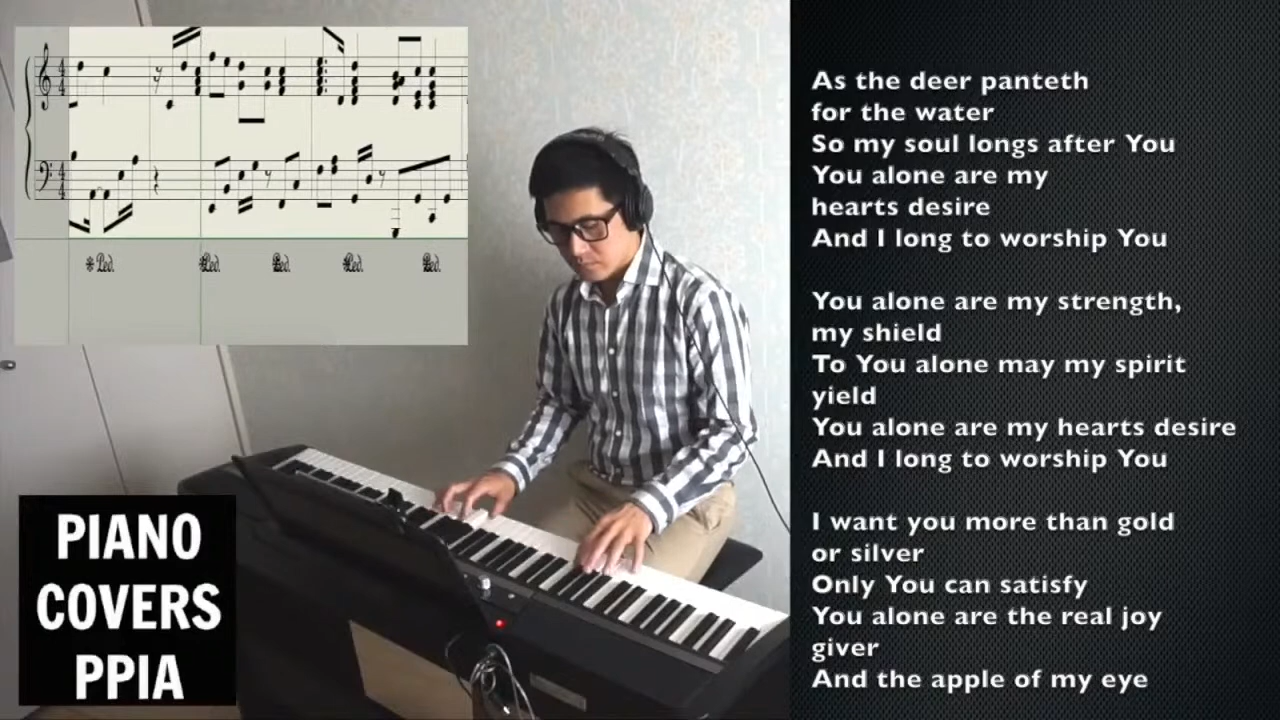 As the deer panteth
for the water
So my soul longs after You
You alone are my
hearts desire
And I long to worship You
You alone are my strength,
my shield
To You alone may my spirit
yield
You alone are my hearts desire
And I long to worship You
I want you more than gold
or silver
Only You can satisfy
You alone are the real joy
giver
And the apple of my eye
PIANO
COVERS
PPIA